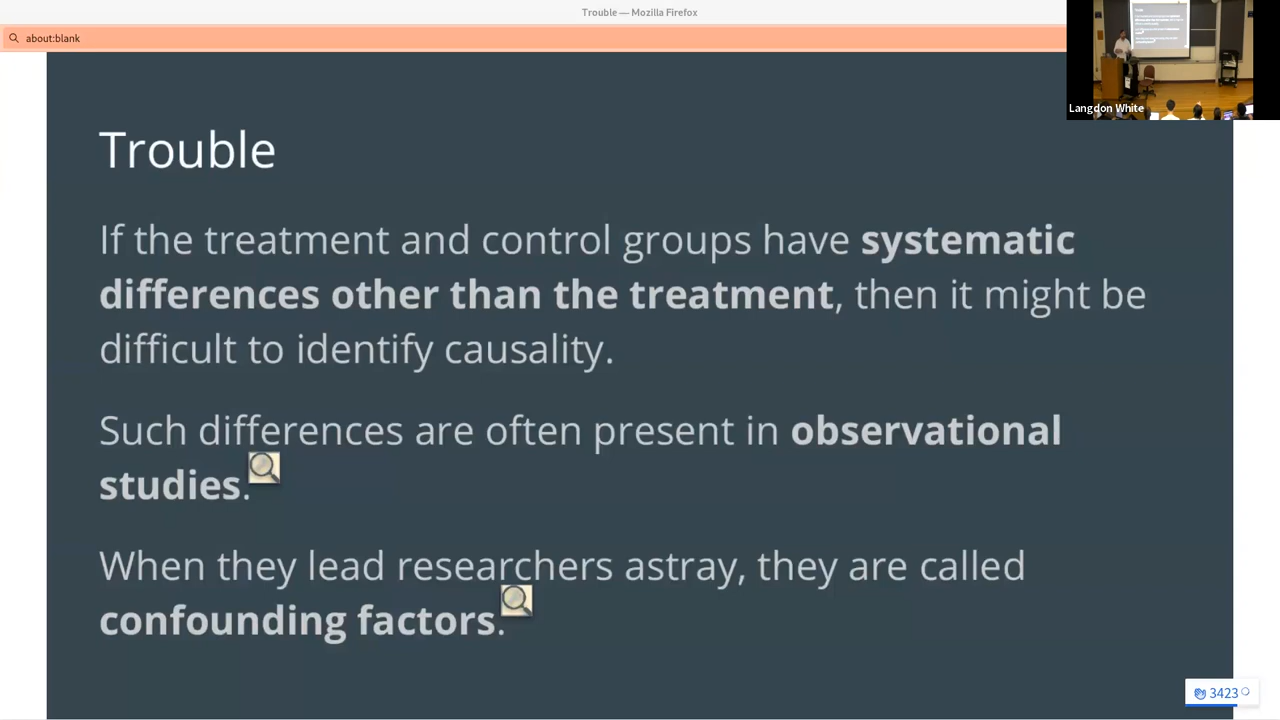 Trouble — Mozilla Firefox
about:blank
Langdon White
Trouble
If the treatment and control groups have systematic
differences other than the treatment, then it might be
difficult to identify causality.
Such differences are often present in observational
studies.
When they lead researchers astray, they are called
confounding factors.
3423